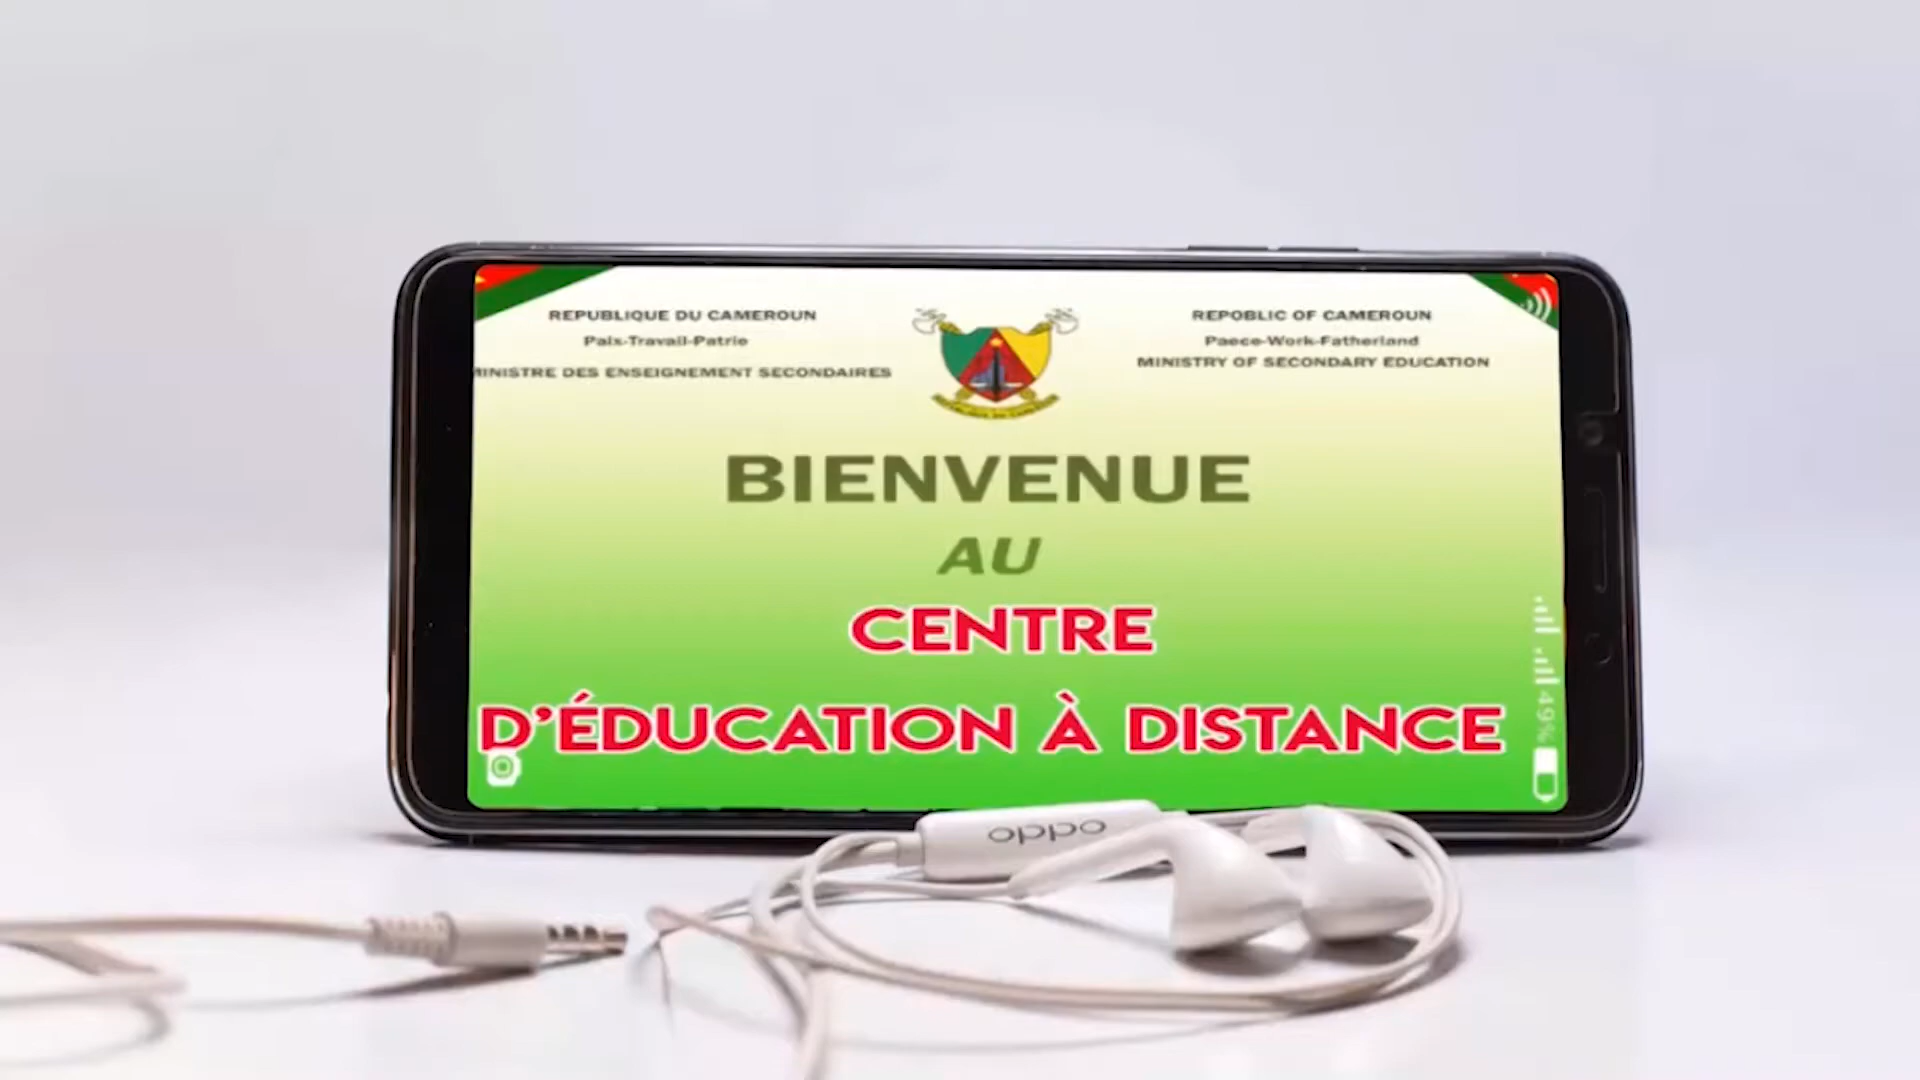 REPUBLIQUE DU CAMEROUN
Paix-Travail-Patrie
MINISTRE DES ENSEIGNEMENT SECONDAIRES
REPOBLIC OF CAMEROUN
Paece-Work-Fatherland
MINISTRY OF SECONDARY EDUCATION
BIENVENUE
AU
CENTRE
D'ÉDUCATION À DISTANCE
49%
oppo